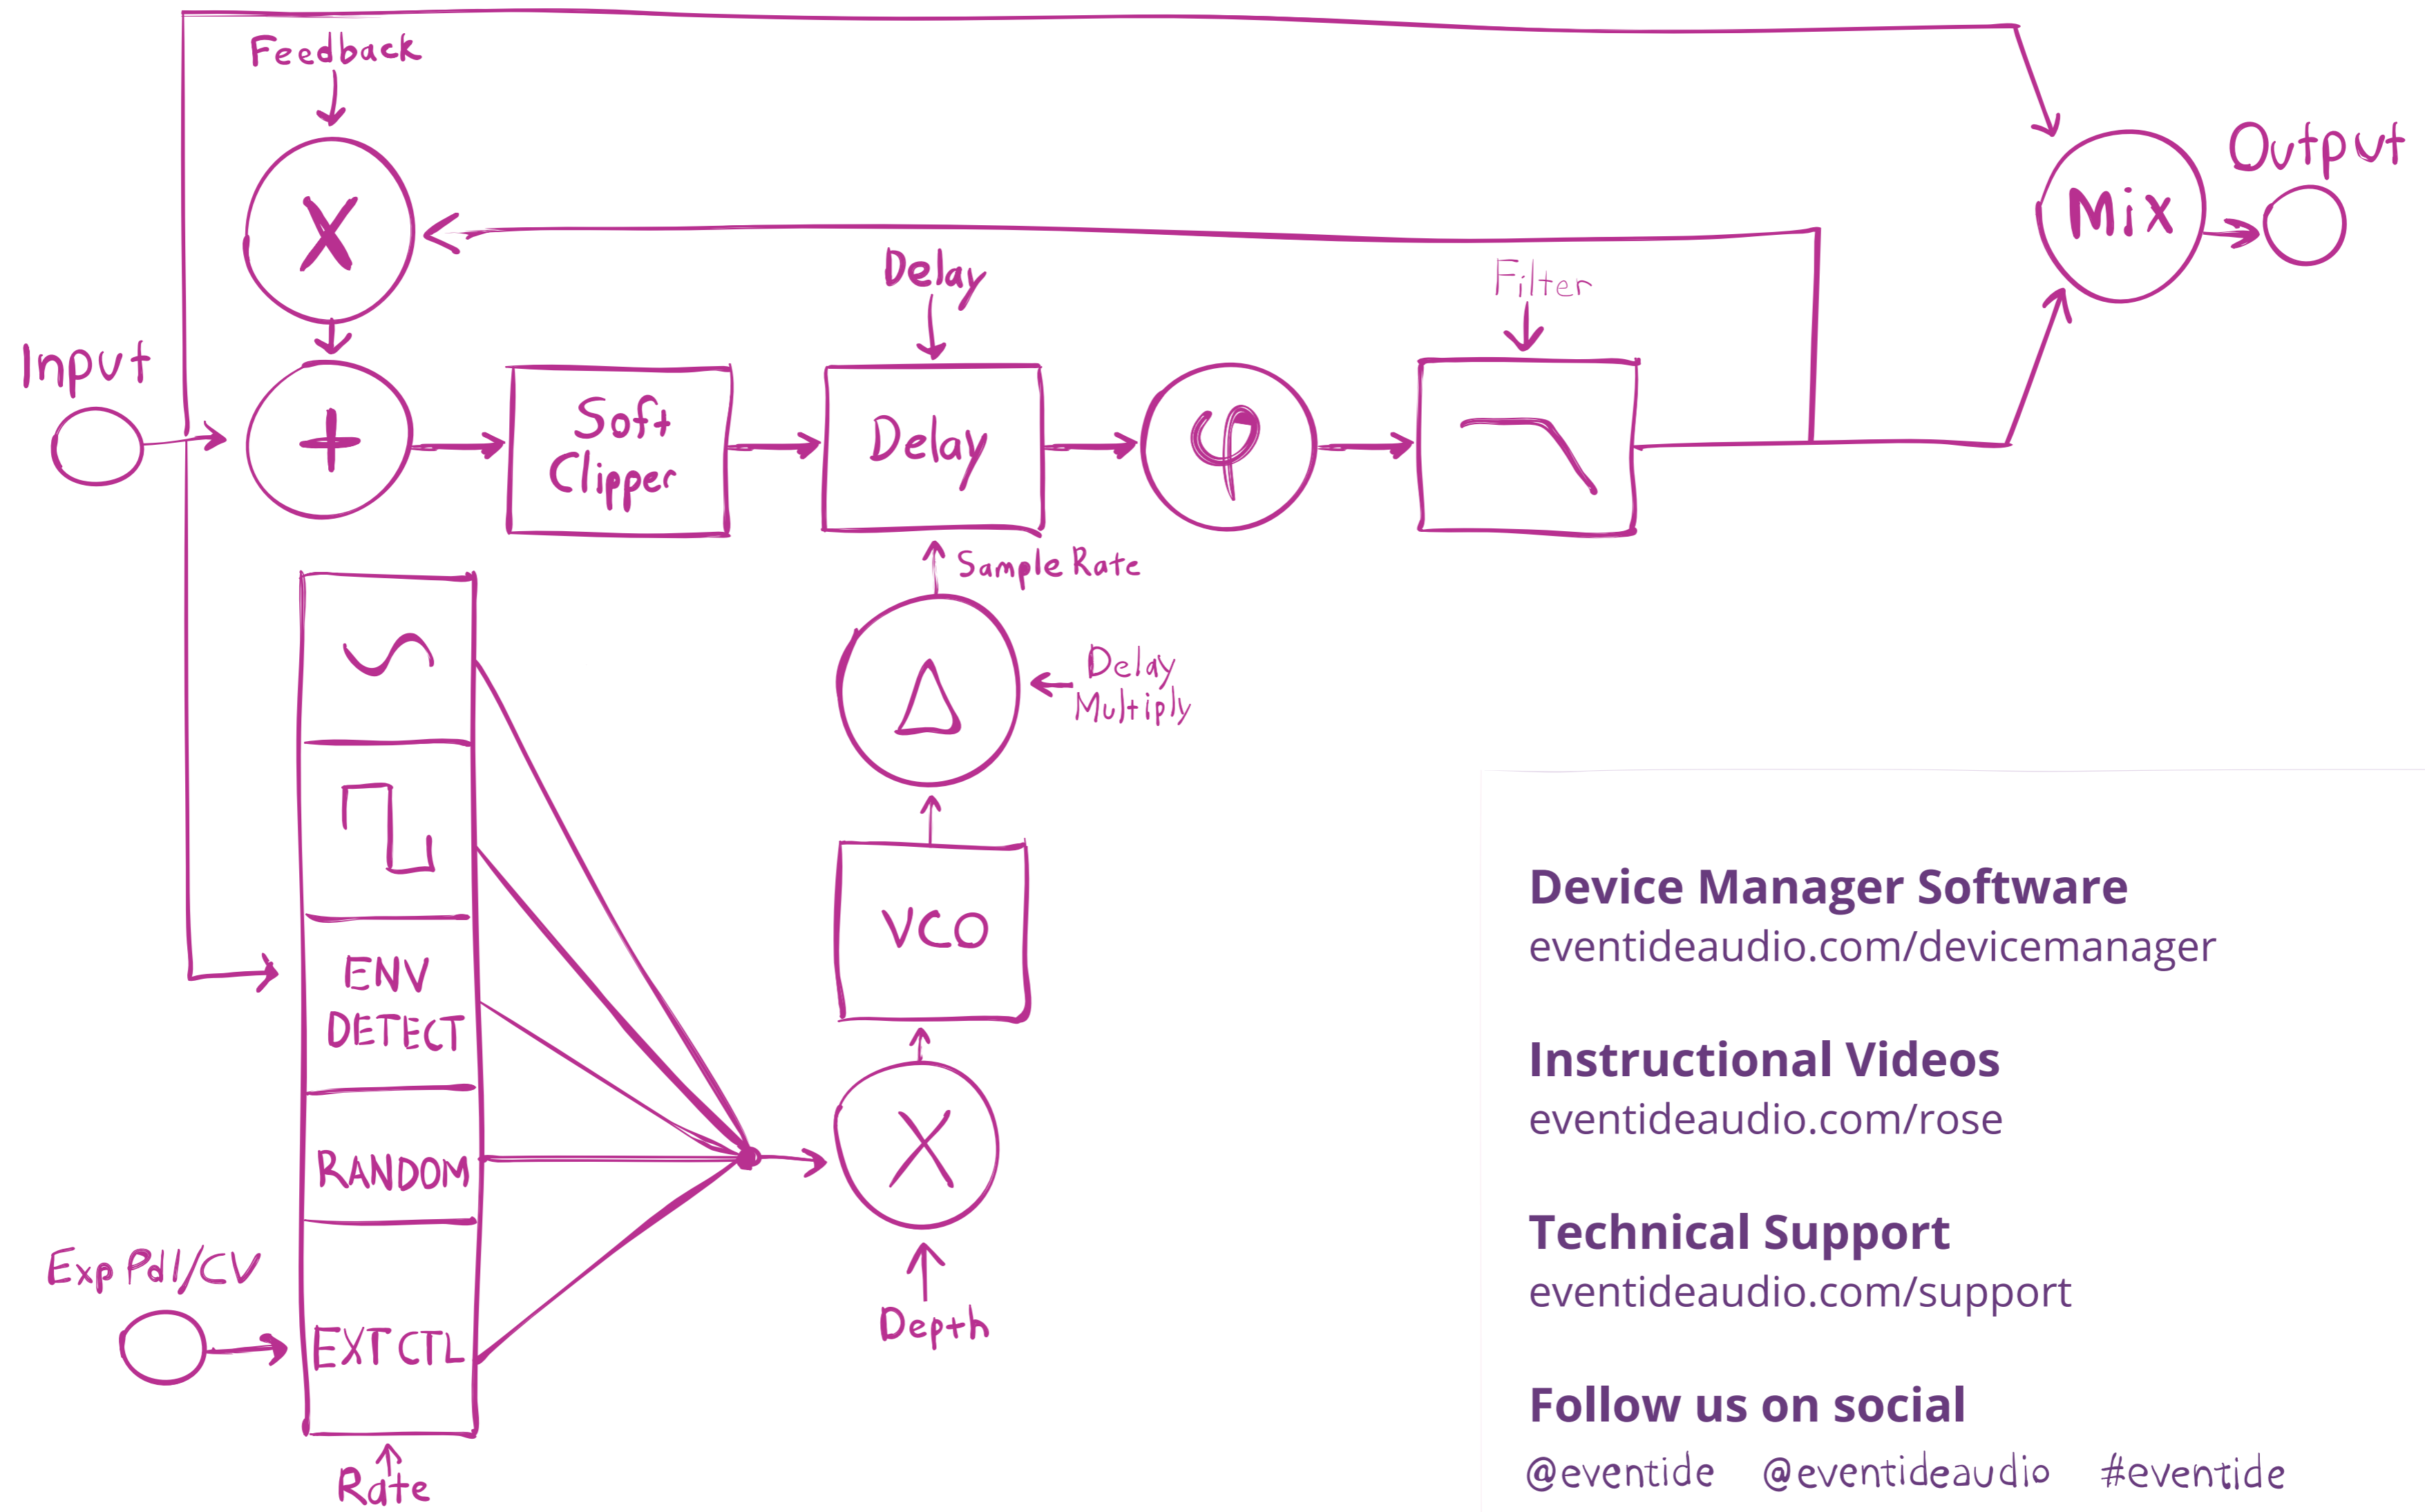 Feedback
X
Output
Mix
Delay
Filter
Input
+
Soft
Clipper
Delay
φ
Sample Rate
Δ
Delay
Multiply
VCO
ENV
DETECT
RANDOM
X
Exp Pdl/CV
EXT CTL
Depth
Rate
Device Manager Software
eventideaudio.com/devicemanager
Instructional Videos
eventideaudio.com/rose
Technical Support
eventideaudio.com/support
Follow us on social
@eventide @eventideaudio #eventide